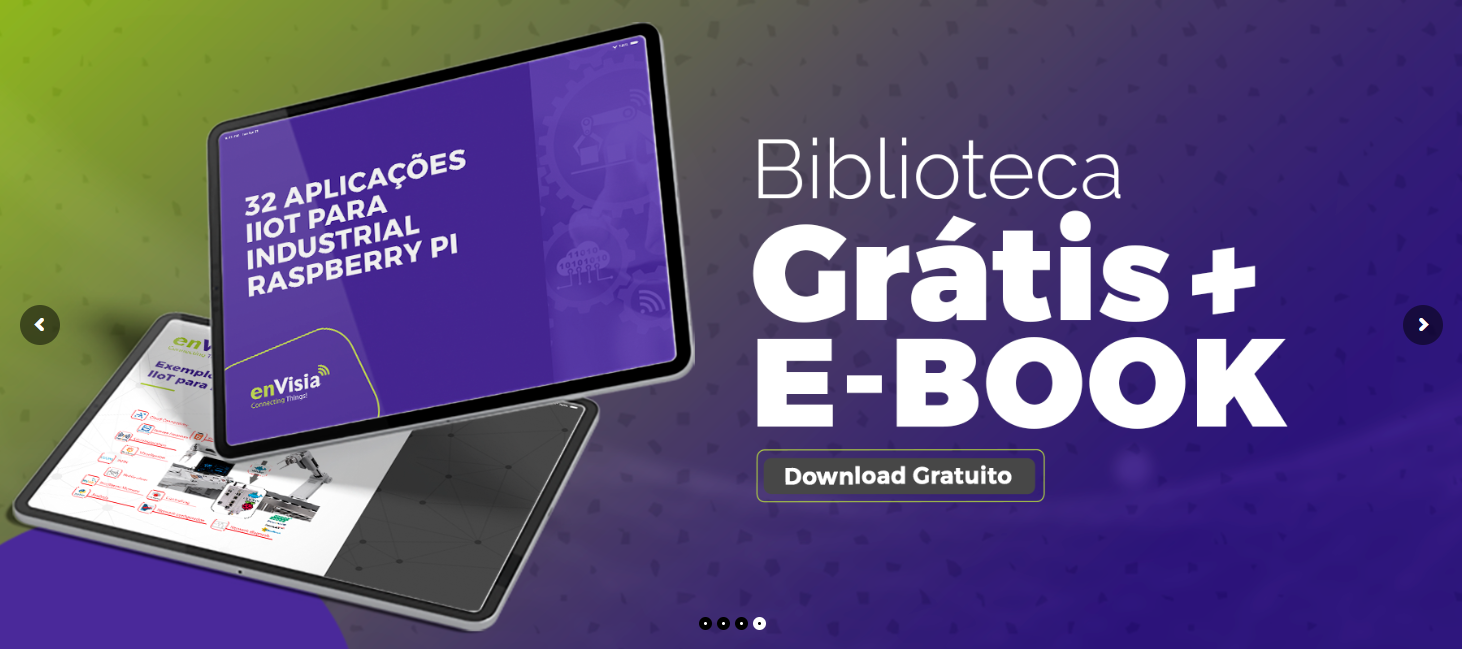 32 APLICAÇÕES
IIOT PARA
INDUSTRIAL
RASPBERRY PI
enVisia
Connecting Things!
Biblioteca
Grátis +
E-BOOK
Download Gratuito